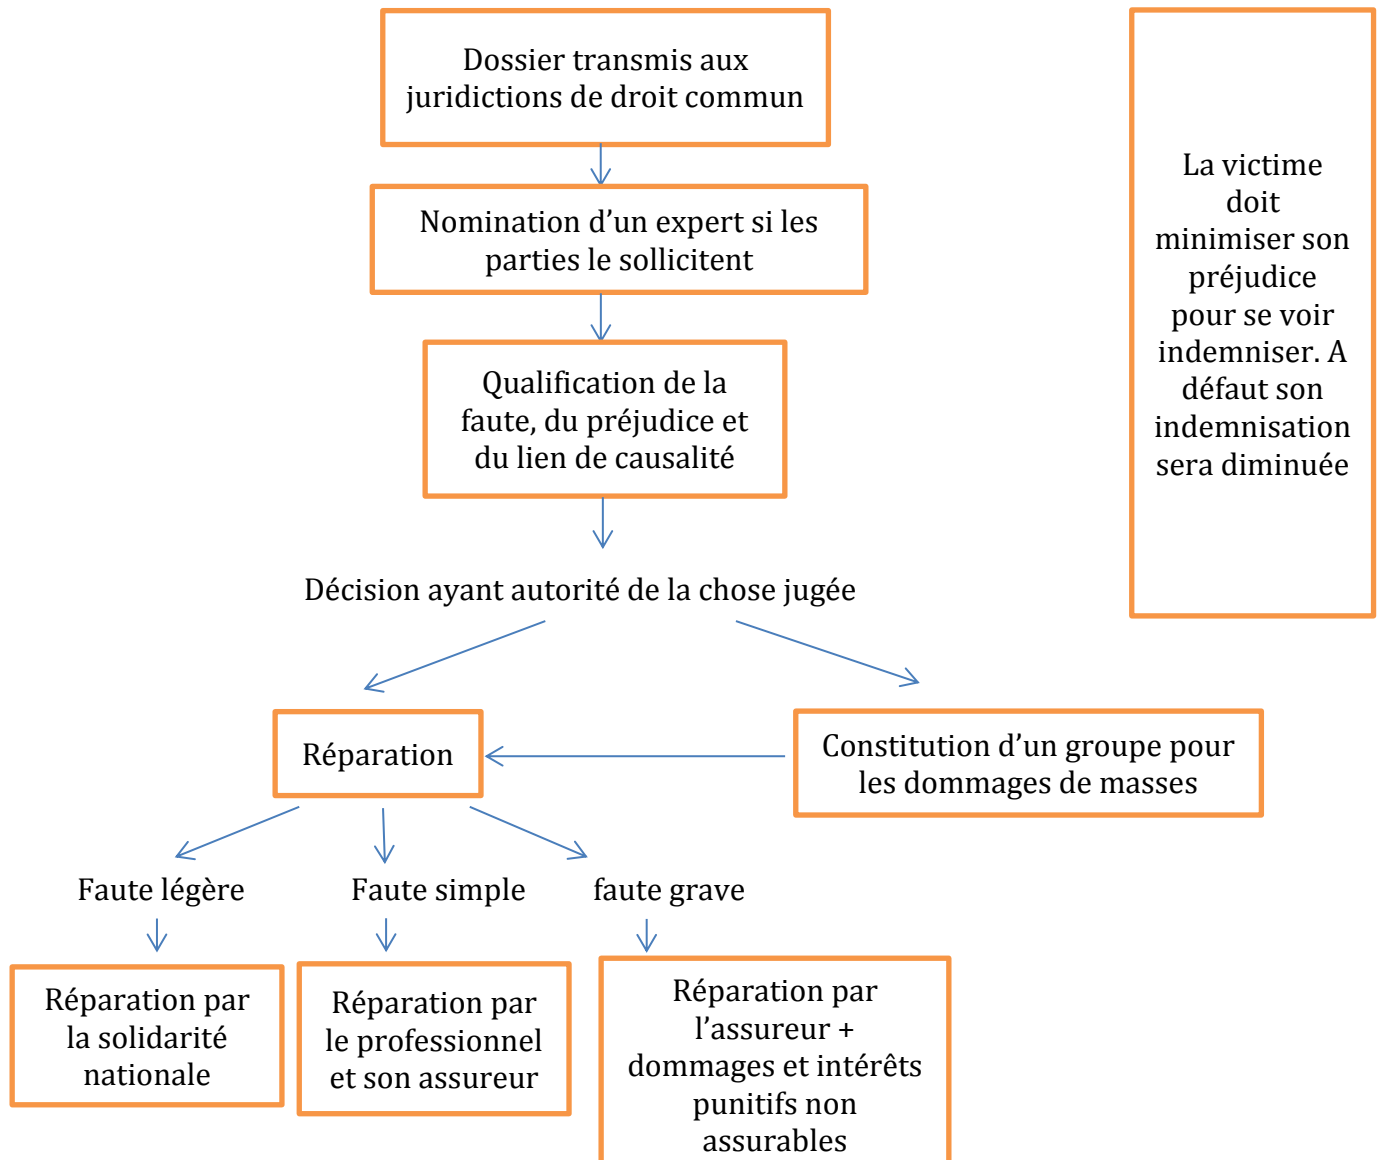 Dossier transmis aux
juridictions de droit commun
Nomination d’un expert si les
parties le sollicitent
Qualification de la
faute, du préjudice et
du lien de causalité
Décision ayant autorité de la chose jugée
La victime
doit
minimiser son
préjudice
pour se voir
indemniser. A
défaut son
indemnisation
sera diminuée
Réparation
Constitution d’un groupe pour
les dommages de masses
Faute légère
Faute simple
faute grave
Réparation par
la solidarité
nationale
Réparation par
le professionnel
et son assureur
Réparation par
l’assureur +
dommages et intérêts
punitifs non
assurables